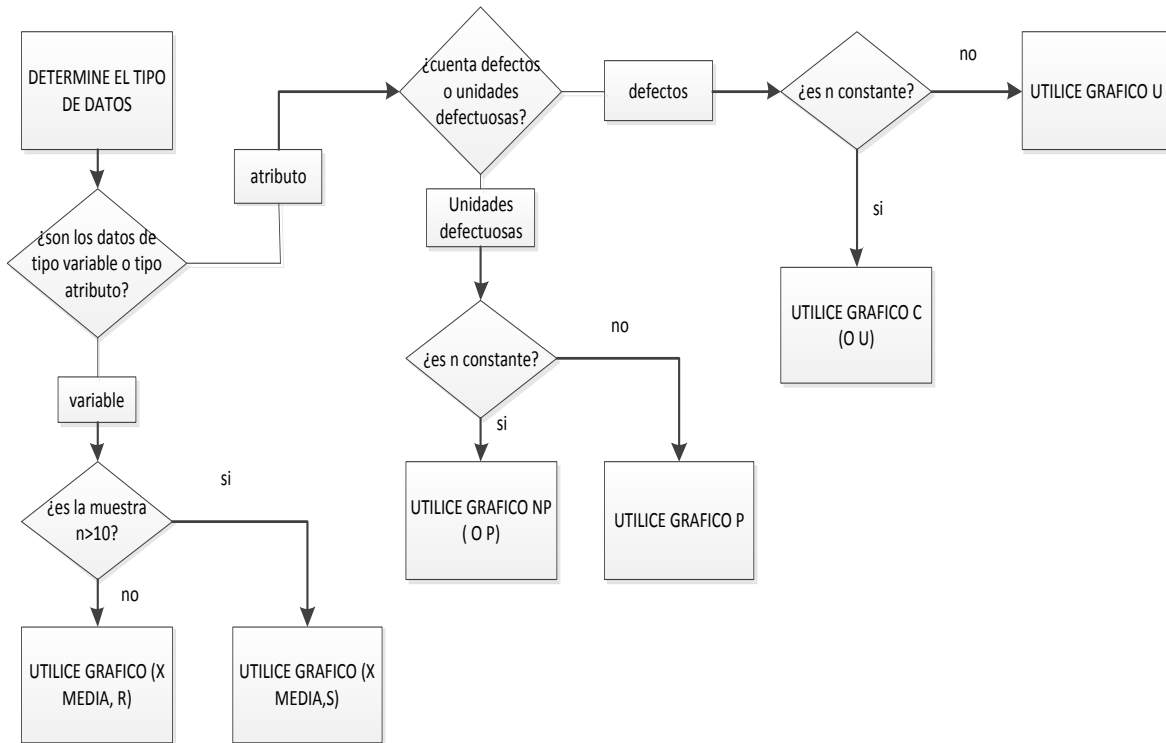 DETERMINE EL TIPO
DE DATOS
¿son los datos de
tipo variable o tipo
atributo?
atributo
variable
¿es la muestra
n>10?
si
no
UTILICE GRAFICO (X
MEDIA, R)
UTILICE GRAFICO (X
MEDIA,S)
¿cuenta defectos
o unidades
defectuosas?
defectos
Unidades
defectuosas
¿es n constante?
no
si
UTILICE GRAFICO NP
( O P)
UTILICE GRAFICO P
¿es n constante?
no
UTILICE GRAFICO U
si
UTILICE GRAFICO C
(O U)